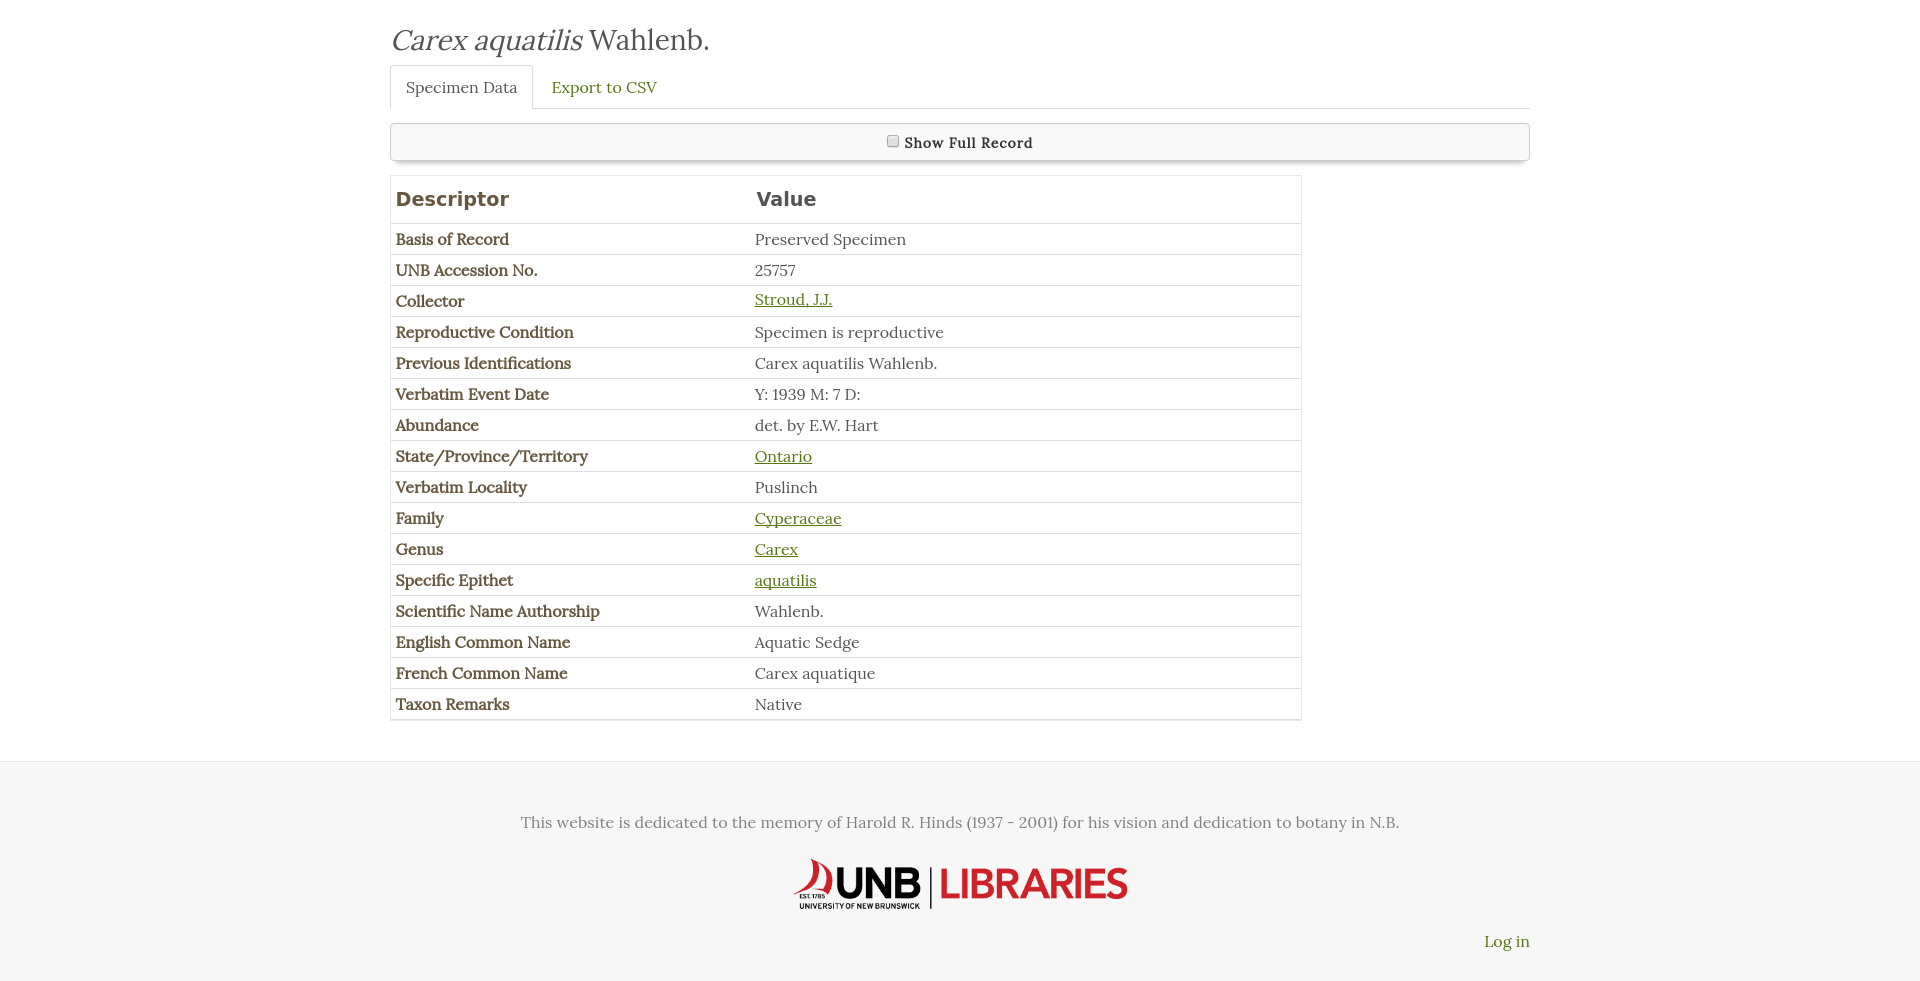 Carex aquatilis Wahlenb.
Specimen Data Export to CSV
Show Full Record
Descriptor Value
Basis of Record Preserved Specimen
UNB Accession No. 25757
Collector Stroud, J.J.
Reproductive Condition Specimen is reproductive
Previous Identifications Carex aquatilis Wahlenb.
Verbatim Event Date Y: 1939 M: 7 D:
Abundance det. by E.W. Hart
State/Province/Territory Ontario
Verbatim Locality Puslinch
Family Cyperaceae
Genus Carex
Specific Epithet aquatilis
Scientific Name Authorship Wahlenb.
English Common Name Aquatic Sedge
French Common Name Carex aquatique
Taxon Remarks Native
This website is dedicated to the memory of Harold R. Hinds (1937 - 2001) for his vision and dedication to botany in N.B.
EST. 1785 UNB LIBRARIES
UNIVERSITY OF NEW BRUNSWICK
Log in